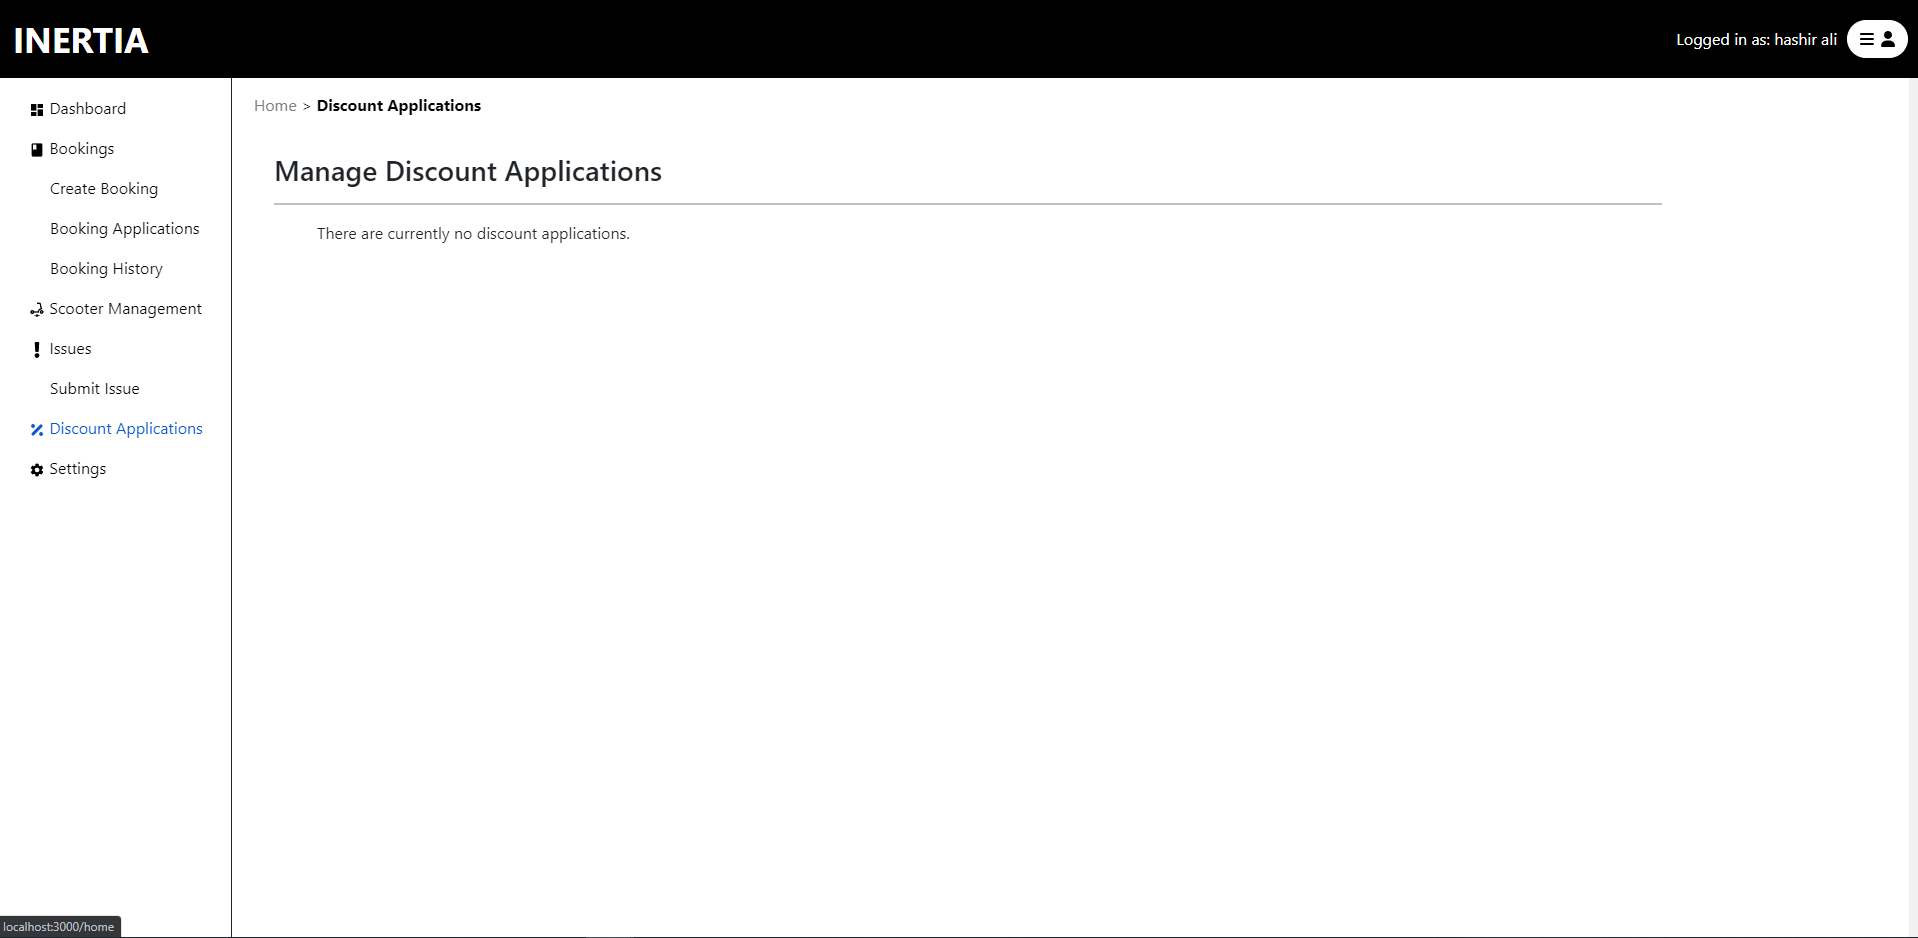 INERTIA
Logged in as: hashir ali
Dashboard
Bookings
Create Booking
Booking Applications
Booking History
Scooter Management
Issues
Submit Issue
Discount Applications
Settings
Home > Discount Applications
Manage Discount Applications
There are currently no discount applications.
localhost:3000/home